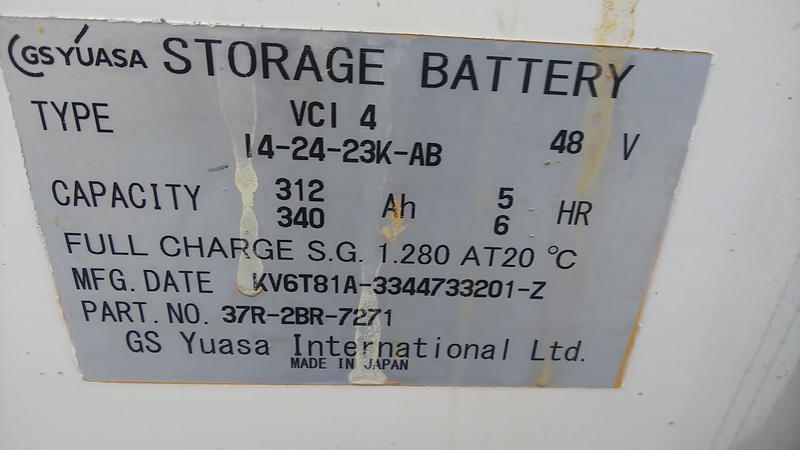 GS YUASA STORAGE BATTERY
TYPE VCI 4
14-24-23K-AB 48 V
CAPACITY 312 Ah 5 HR
340 6
FULL CHARGE S.G. 1.280 AT20 °C
MFG. DATE KV6T81A-3344733201-Z
PART. NO. 37R-2BR-7271
GS Yuasa International Ltd.
MADE IN JAPAN